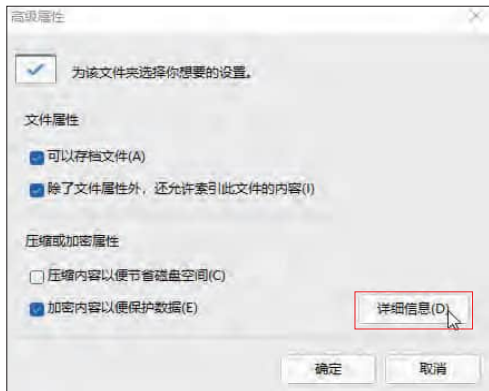 高级属性
为该文件夹选择你想要的设置。
文件属性
可以存档文件(A)
除了文件属性外，还允许索引此文件的内容(I)
压缩或加密属性
压缩内容以便节省磁盘空间(C)
加密内容以便保护数据(E)
详细信息(D)
确定 取消